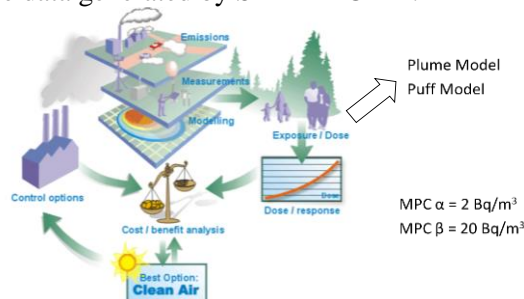 Emissions
Measurements
Modelling
Exposure / Dose
Plume Model
Puff Model
Control options
Cost / benefit analysis
Dose
Dose / response
MPC α = 2 Bq/m³
MPC β = 20 Bq/m³
Best Option:
Clean Air